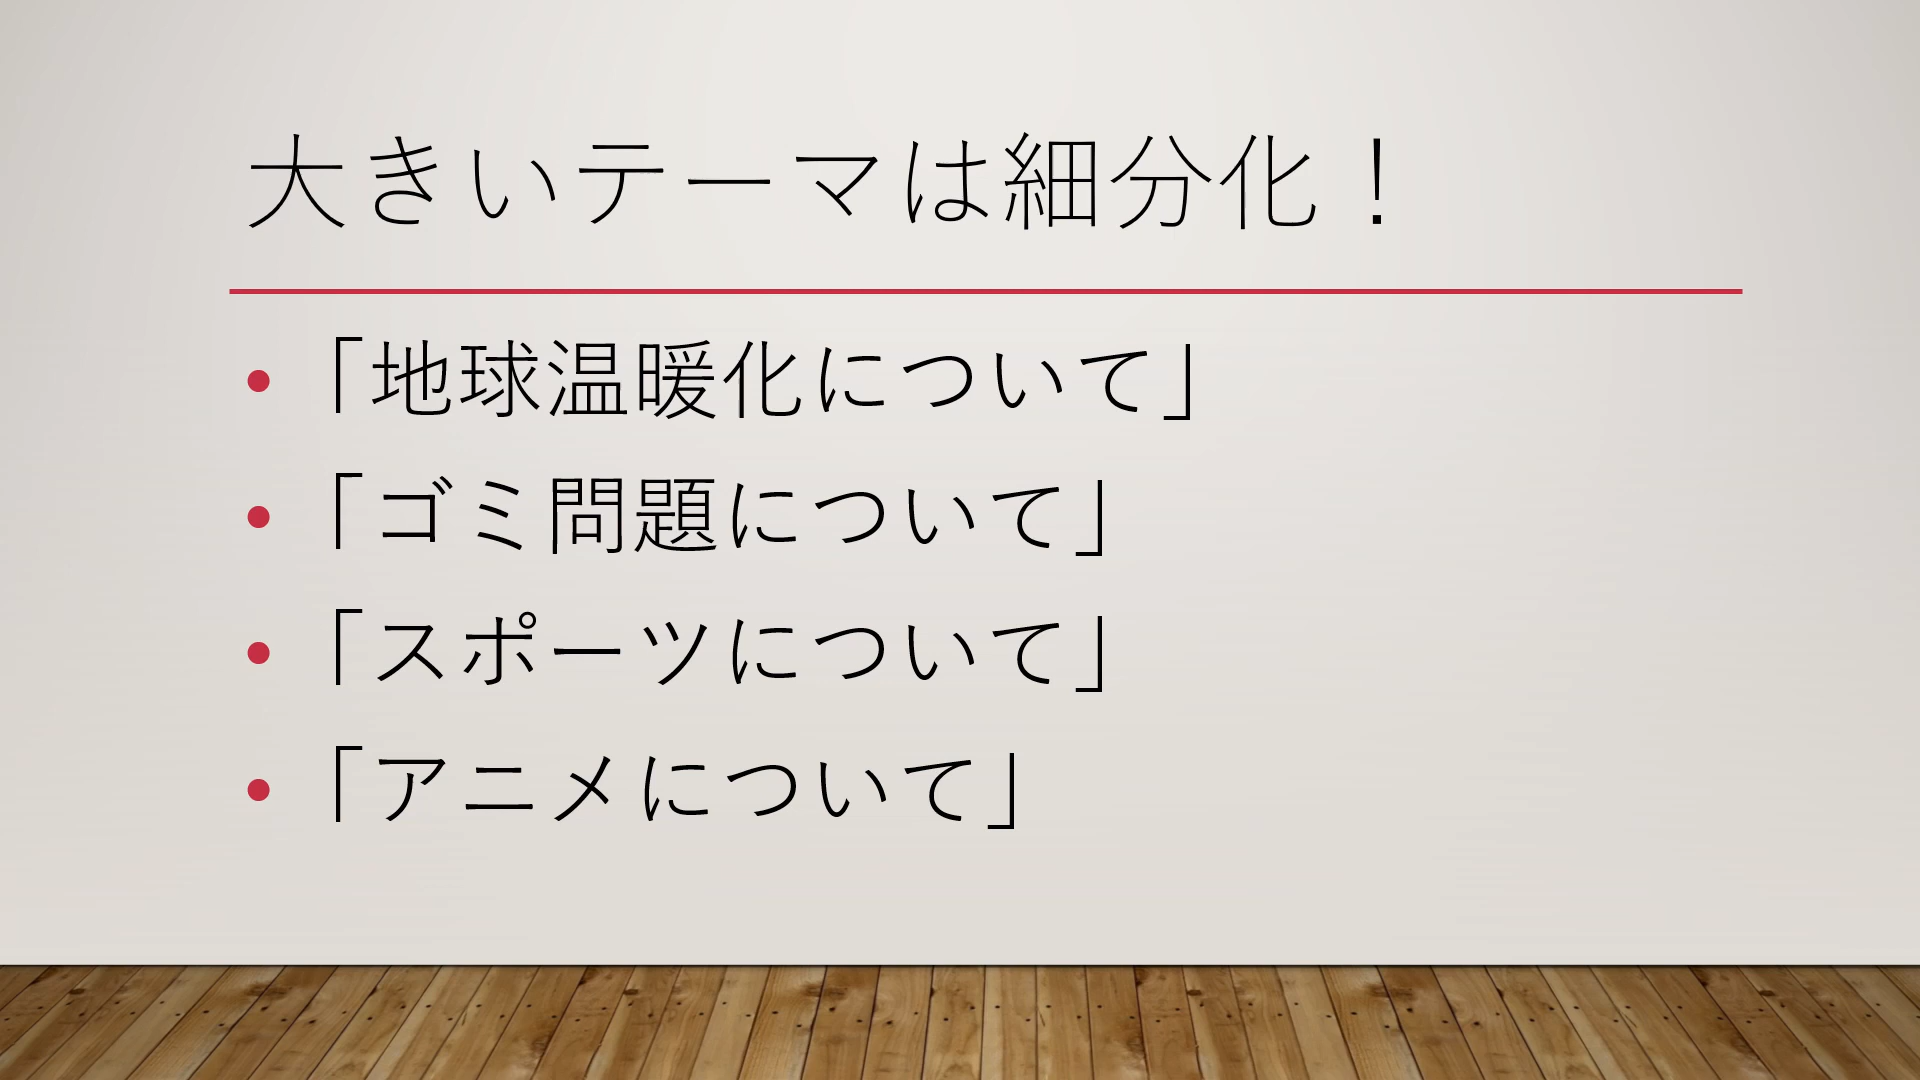 大きいテーマは細分化！
• 「地球温暖化について」
• 「ゴミ問題について」
• 「スポーツについて」
• 「アニメについて」